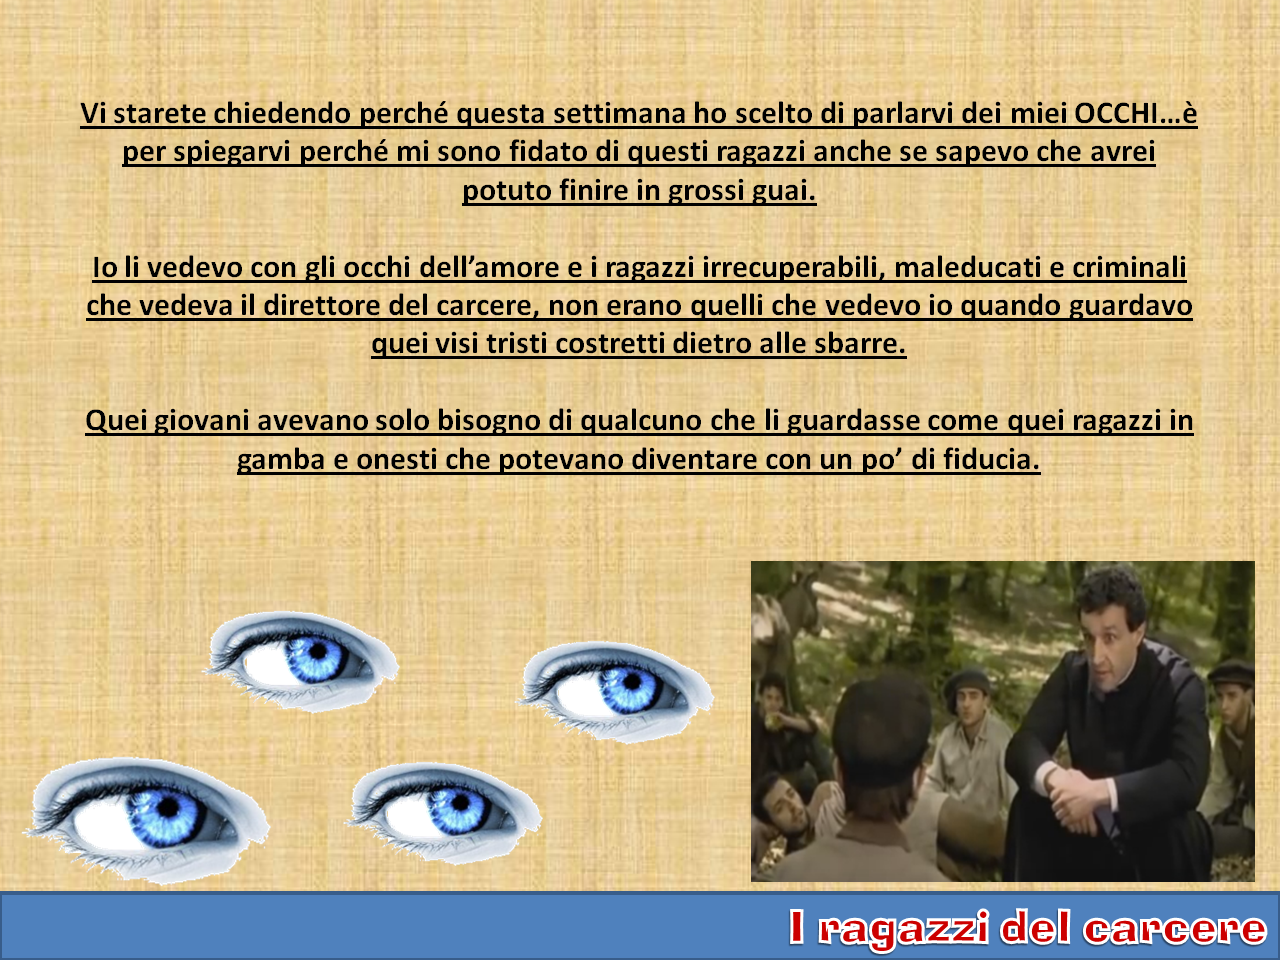 Vi starete chiedendo perché questa settimana ho scelto di parlarvi dei miei OCCHI…è
per spiegarvi perché mi sono fidato di questi ragazzi anche se sapevo che avrei
potuto finire in grossi guai.
Io li vedevo con gli occhi dell’amore e i ragazzi irrecuperabili, maleducati e criminali
che vedeva il direttore del carcere, non erano quelli che vedevo io quando guardavo
quei visi tristi costretti dietro alle sbarre.
Quei giovani avevano solo bisogno di qualcuno che li guardasse come quei ragazzi in
gamba e onesti che potevano diventare con un po’ di fiducia.
I ragazzi del carcere